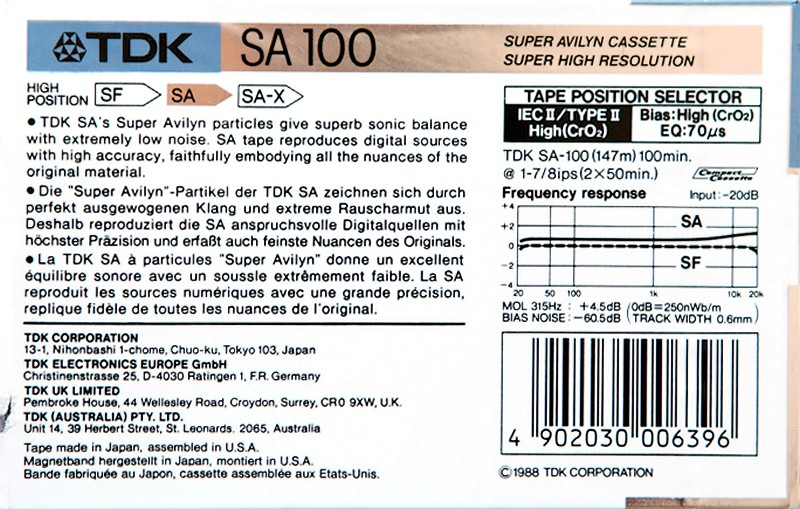 TDK SA 100
SUPER AVILYN CASSETTE
SUPER HIGH RESOLUTION
HIGH POSITION SF SA SA-X
• TDK SA's Super Avilyn particles give superb sonic balance
with extremely low noise. SA tape reproduces digital sources
with high accuracy, faithfully embodying all the nuances of the
original material.
• Die "Super Avilyn"-Partikel der TDK SA zeichnen sich durch
perfekt ausgewogenen Klang und extreme Rauscharmut aus.
Deshalb reproduziert die SA anspruchsvolle Digitalquellen mit
höchster Präzision und erfaßt auch feinste Nuancen des Originals.
• La TDK SA à particules "Super Avilyn" donne un excellent
équilibre sonore avec un soussle extrêmement faible. La SA
reproduit les sources numériques avec une grande précision,
replique fidèle de toutes les nuances de l'original.
TDK CORPORATION
13-1, Nihonbashi 1-chome, Chuo-ku, Tokyo 103, Japan
TDK ELECTRONICS EUROPE GmbH
Christinenstrasse 25, D-4030 Ratingen 1, F.R. Germany
TDK UK LIMITED
Pembroke House, 44 Wellesley Road, Croydon, Surrey, CR0 9XW, U.K.
TDK (AUSTRALIA) PTY. LTD.
Unit 14, 39 Herbert Street, St. Leonards. 2065, Australia
Tape made in Japan, assembled in U.S.A.
Magnetband hergestellt in Japan, montiert in U.S.A.
Bande fabriquée au Japon, cassette assemblée aux Etats-Unis.
TAPE POSITION SELECTOR
IEC II/TYPE II
High(CrO2)
Bias: High (CrO2)
EQ: 70µs
TDK SA-100 (147m) 100min.
@ 1-7/8ips (2×50min.)
Compact Cassette
Frequency response Input: -20dB
+4
+2
0
-2
-4
SA
SF
20 50 100 1k 10k 20k
MOL 315Hz : +4.5dB (0dB=250nWb/m
BIAS NOISE: -60.5dB TRACK WIDTH 0.6mm)
4 902030 006396
©1988 TDK CORPORATION